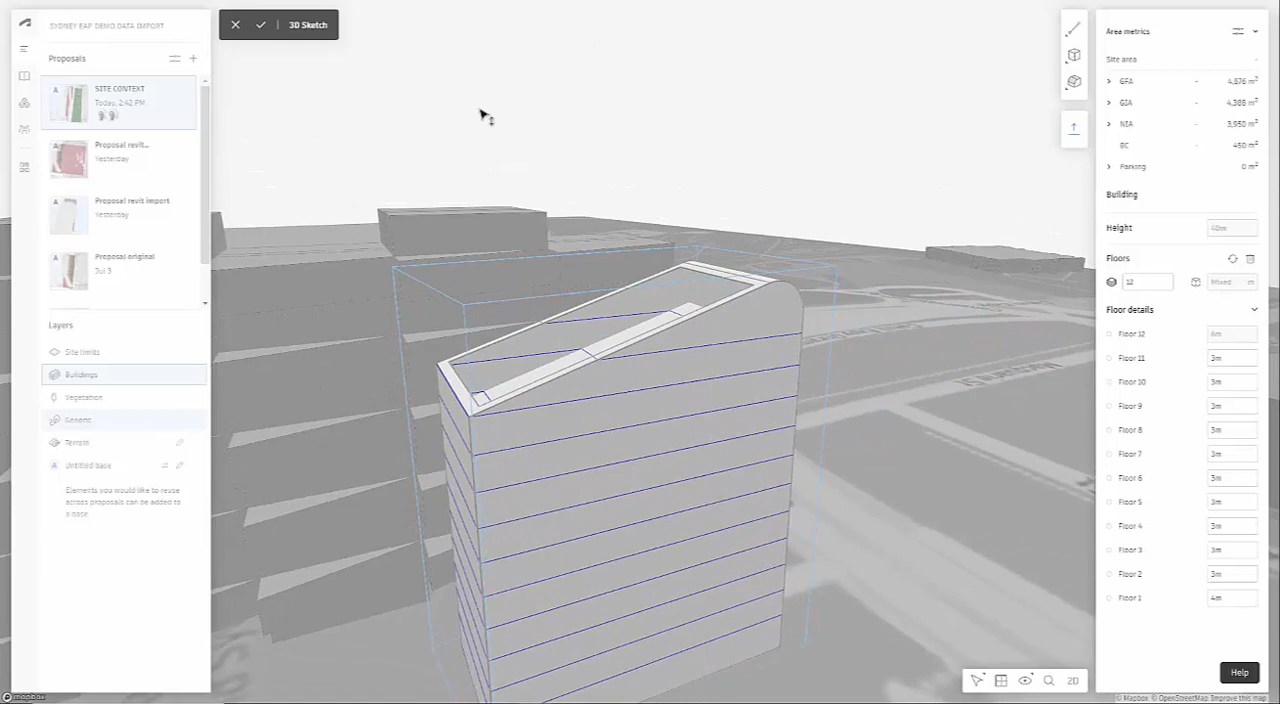 SYDNEY EAP DEMO DATA IMPORT
Proposals
SITE CONTEXT
Today, 2:42 PM
Proposal revit...
Yesterday
Proposal revit import
Yesterday
Proposal original
Jul 3
Layers
Site limits
Buildings
Vegetation
Generic
Terrain
A Untitled base
Elements you would like to reuse
across proposals can be added to
a base.
3D Sketch
Area metrics
Site area -
GFA - 4,876 m²
GIA - 4,388 m²
NIA - 3,950 m²
BC - 450 m²
Parking 0 m²
Building
Height 40m
Floors
12 Mixed m
Floor details
Floor 12 6m
Floor 11 3m
Floor 10 3m
Floor 9 3m
Floor 8 3m
Floor 7 3m
Floor 6 3m
Floor 5 3m
Floor 4 3m
Floor 3 3m
Floor 2 3m
Floor 1 4m
Help
2D
mapbox
© Mapbox © OpenStreetMap Improve this map